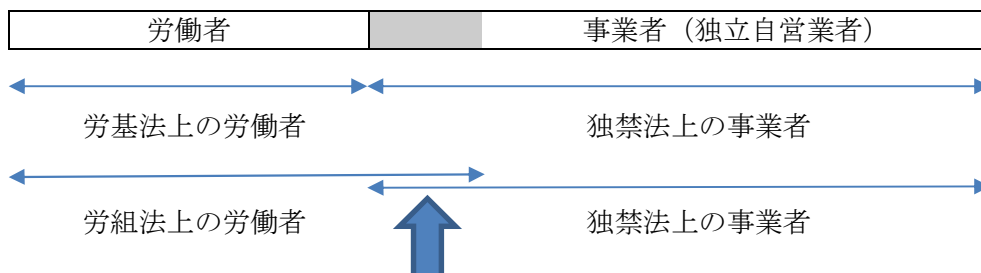 労働者 事業者（独立自営業者）
労基法上の労働者 独禁法上の事業者
労組法上の労働者 独禁法上の事業者